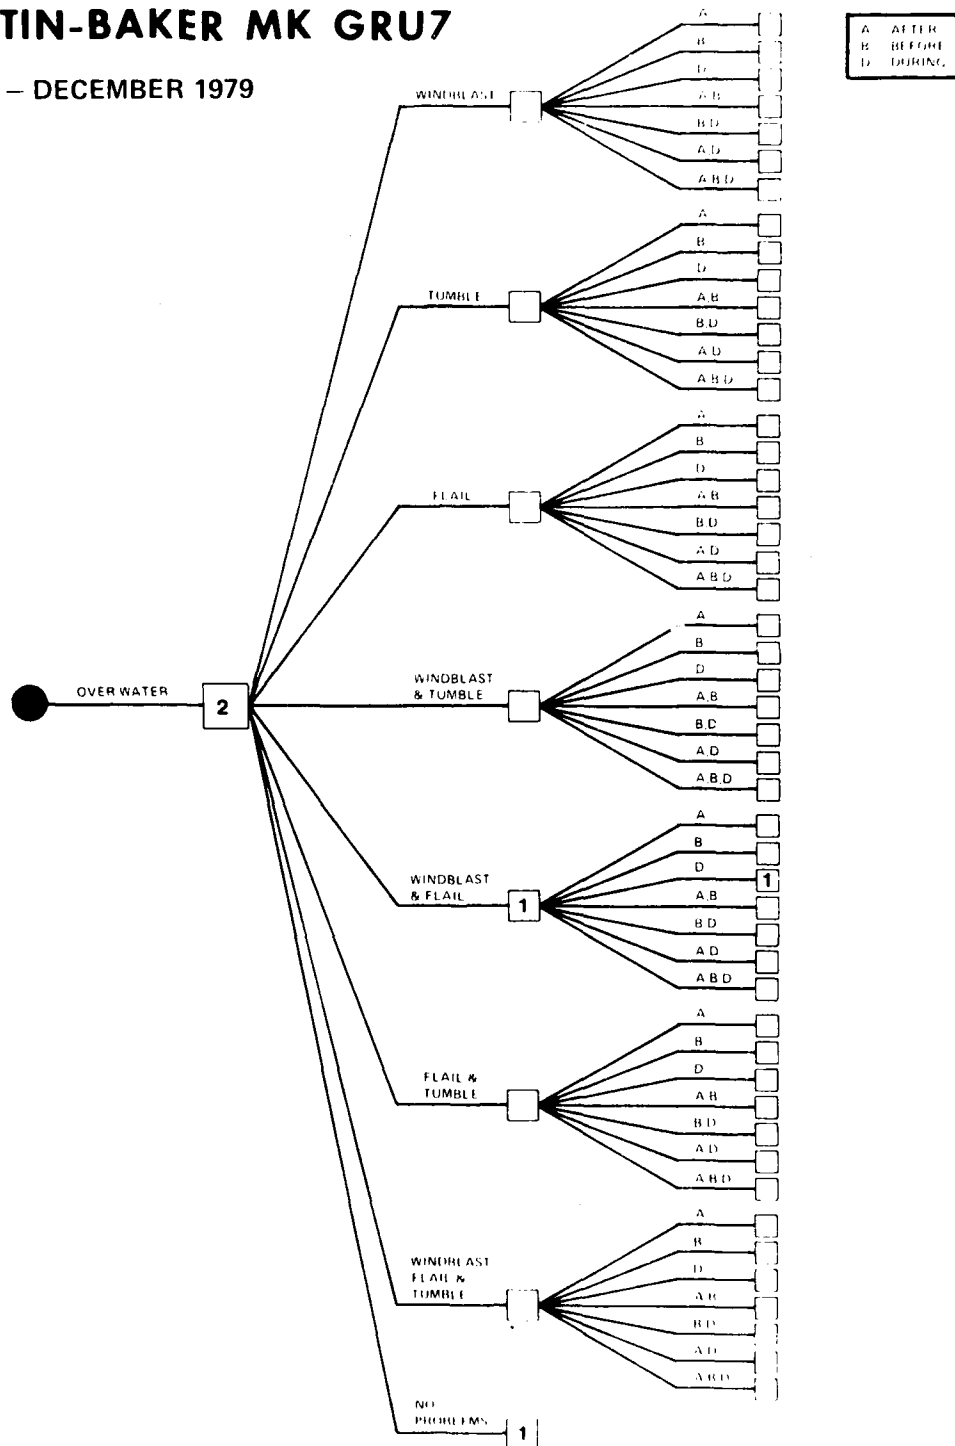 TIN-BAKER MK GRU7
– DECEMBER 1979
A AFTER
B BEFORE
D DURING
WINDBLAST
A
B
D
A,B
B,D
A,D
A,B,D
TUMBLE
A
B
D
A,B
B,D
A,D
A,B,D
FLAIL
A
B
D
A,B
B,D
A,D
A,B,D
OVER WATER
2
WINDBLAST
& TUMBLE
A
B
D
A,B
B,D
A,D
A,B,D
WINDBLAST
& FLAIL
1
A
B
D
1
A,B
B,D
A,D
A,B,D
FLAIL &
TUMBLE
A
B
D
A,B
B,D
A,D
A,B,D
WINDBLAST
FLAIL &
TUMBLE
A
B
D
A,B
B,D
A,D
A,B,D
NO
PROBLEMS
1